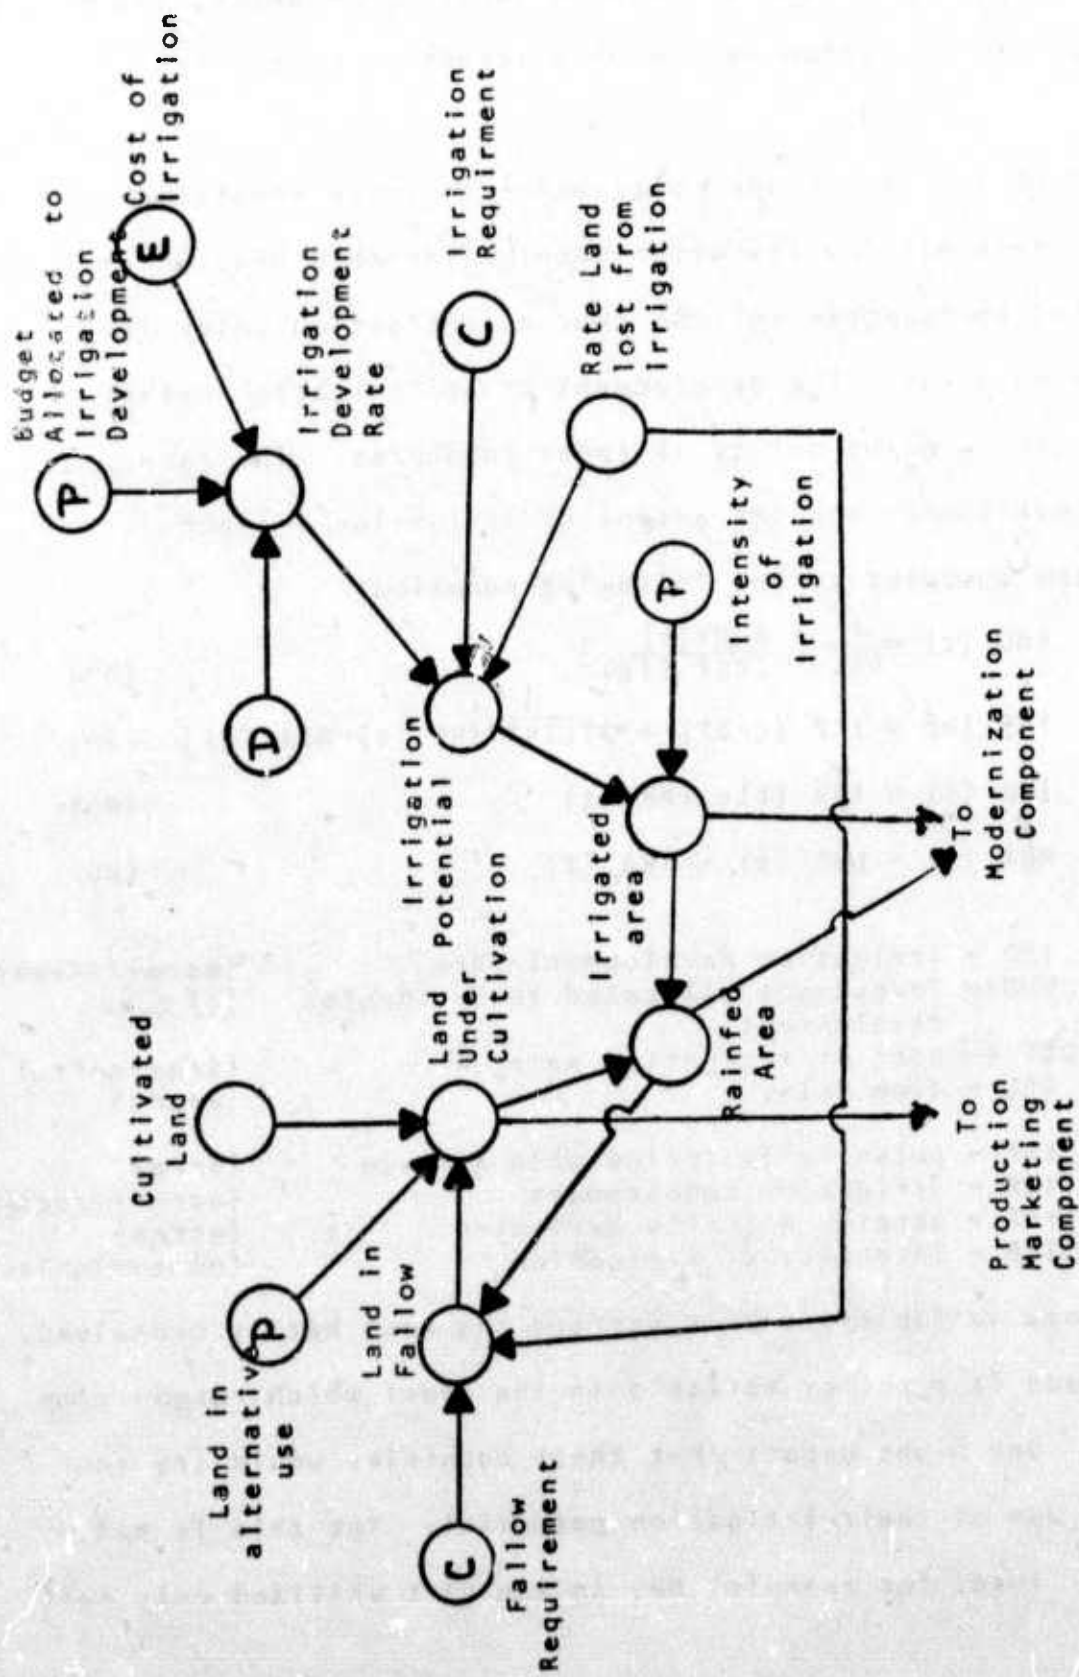 Budget
Allocated to
Irrigation
Development
P
Cost of
Irrigation
E
Cultivated
Land
Land in
alternative
use
P
D
Irrigation
Development
Rate
Land in
Fallow
Land
Under
Cultivation
Irrigation
Potential
C
Irrigation
Requirment
C
Fallow
Requirement
Rate Land
lost from
Irrigation
Irrigated
area
P
Rainfed
Area
Intensity
of
Irrigation
To
Production
Marketing
Component
To
Modernization
Component